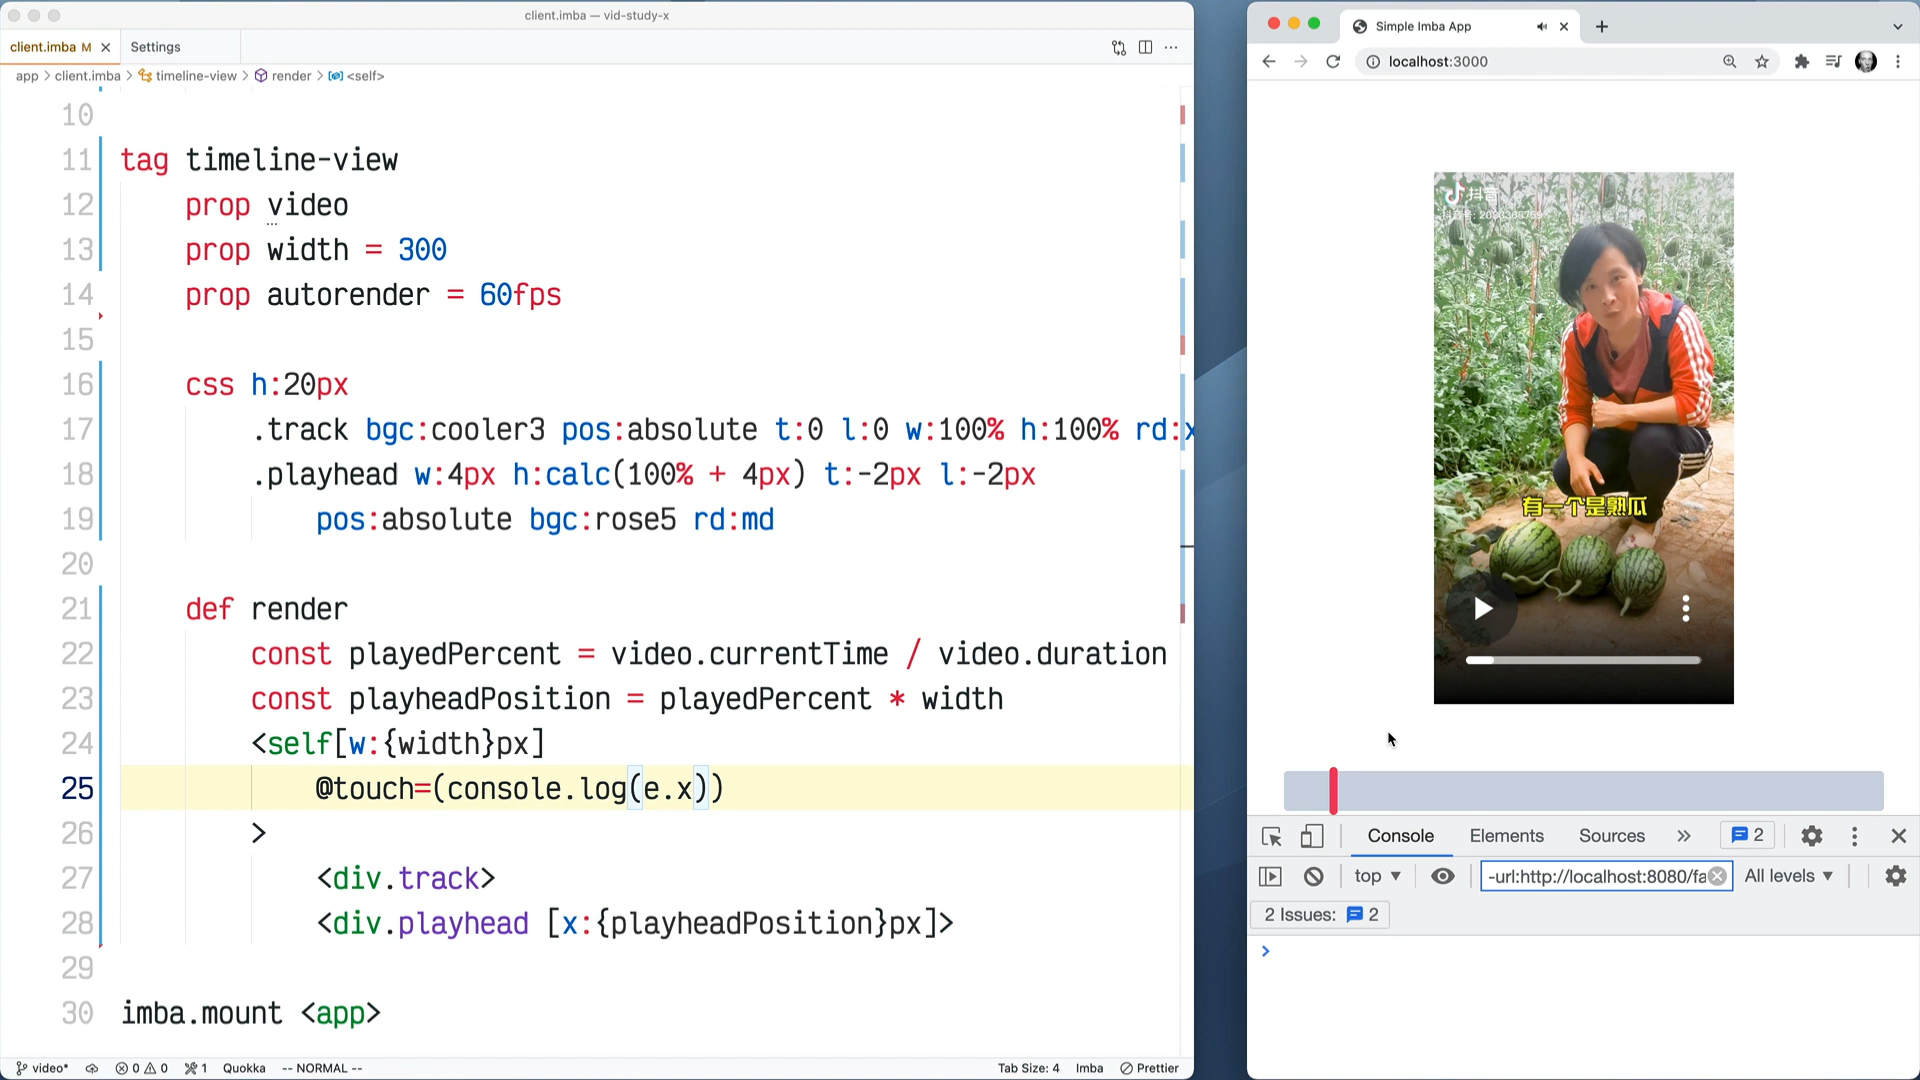 client.imba — vid-study-x
client.imba M
Settings
app > client.imba > timeline-view > render > <self>
10
11 tag timeline-view
12 prop video
13 prop width = 300
14 prop autorender = 60fps
15
16 css h:20px
17 .track bgc:cooler3 pos:absolute t:0 l:0 w:100% h:100% rd:x
18 .playhead w:4px h:calc(100% + 4px) t:-2px l:-2px
19 pos:absolute bgc:rose5 rd:md
20
21 def render
22 const playedPercent = video.currentTime / video.duration
23 const playheadPosition = playedPercent * width
24 <self[w:{width}px]
25 @touch=(console.log(e.x))
26 >
27 <div.track>
28 <div.playhead [x:{playheadPosition}px]>
29
30 imba.mount <app>
video*
0 0
1
Quokka
-- NORMAL --
Tab Size: 4
Imba
Prettier
Simple Imba App
localhost:3000
抖音
有一个是熟瓜
Console
Elements
Sources
2
top
-url:http://localhost:8080/fa
All levels
2 Issues: 2